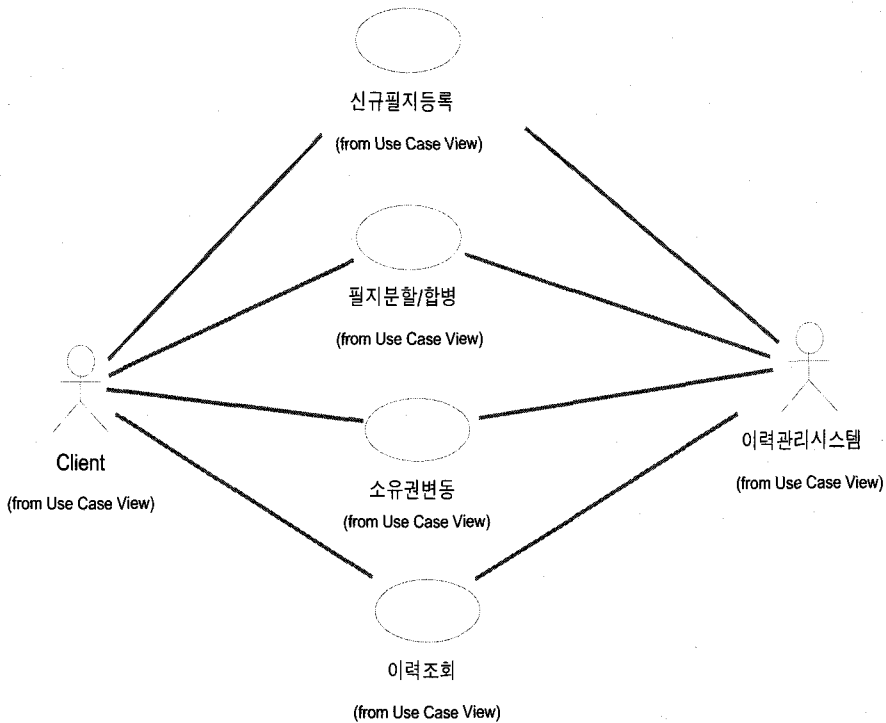 신규필지등록
(from Use Case View)
필지분할/합병
(from Use Case View)
Client
(from Use Case View)
이력관리시스템
(from Use Case View)
소유권변동
(from Use Case View)
이력조회
(from Use Case View)